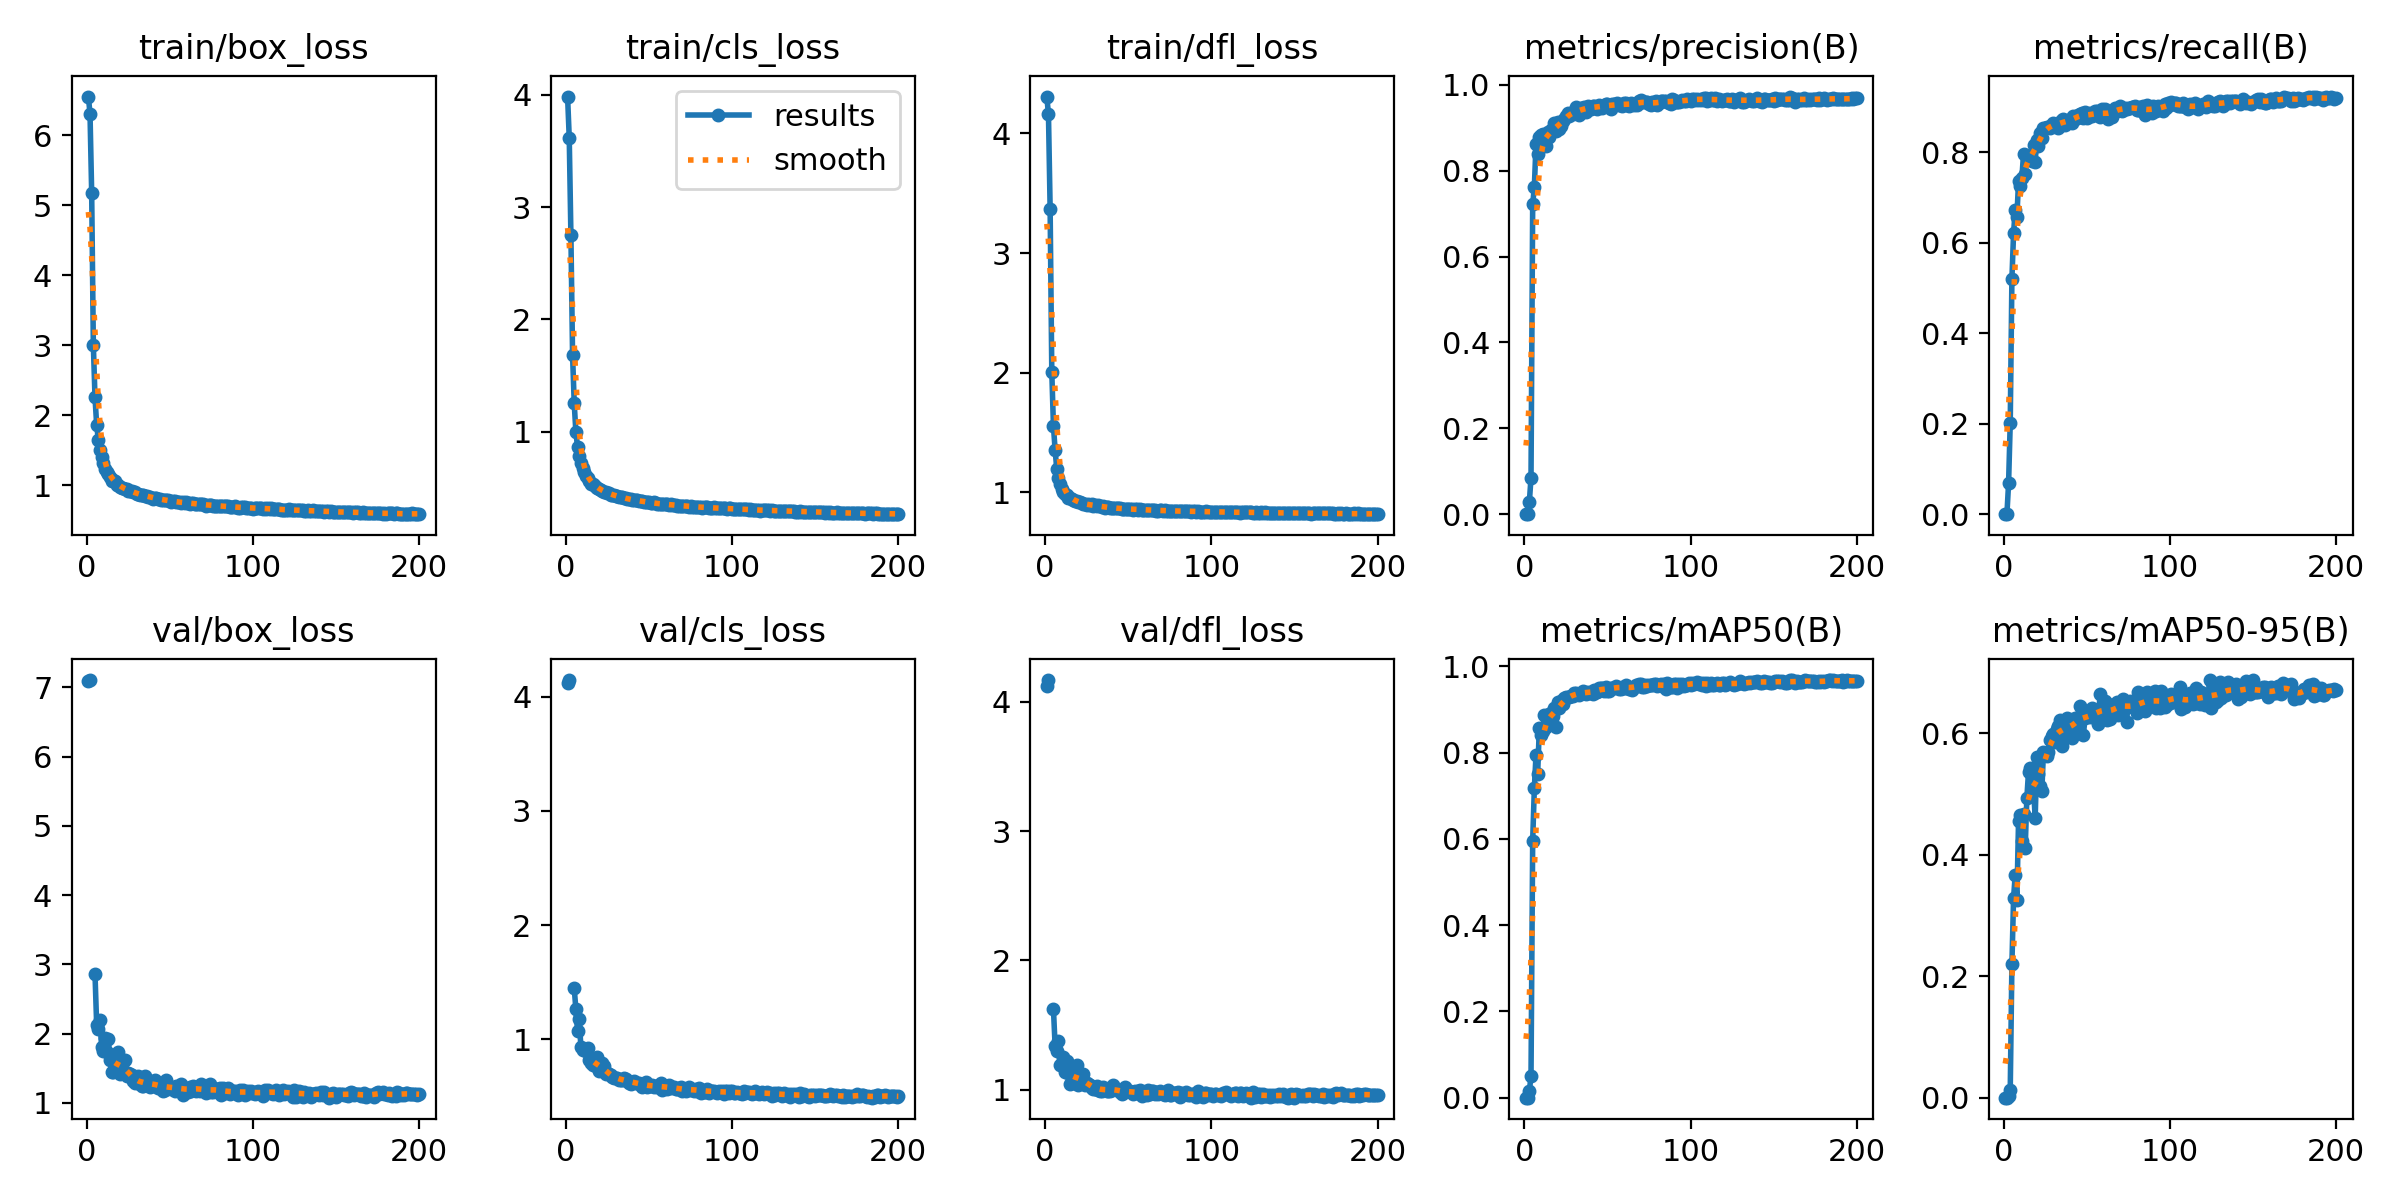 train/box_loss
6
5
4
3
2
1
0 100 200
train/cls_loss
results
smooth
4
3
2
1
0 100 200
train/dfl_loss
4
3
2
1
0 100 200
metrics/precision(B)
1.0
0.8
0.6
0.4
0.2
0.0
0 100 200
metrics/recall(B)
0.8
0.6
0.4
0.2
0.0
0 100 200
val/box_loss
7
6
5
4
3
2
1
0 100 200
val/cls_loss
4
3
2
1
0 100 200
val/dfl_loss
4
3
2
1
0 100 200
metrics/mAP50(B)
1.0
0.8
0.6
0.4
0.2
0.0
0 100 200
metrics/mAP50-95(B)
0.6
0.4
0.2
0.0
0 100 200